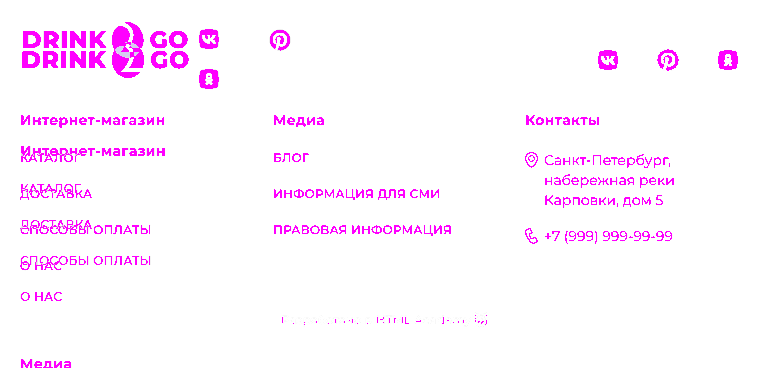 DRINK 2 GO
DRINK 2 GO
Интернет-магазин
Интернет-магазин
КАТАЛОГ
КАТАЛОГ
ДОСТАВКА
ДОСТАВКА
СПОСОБЫ ОПЛАТЫ
СПОСОБЫ ОПЛАТЫ
О НАС
О НАС
Медиа
БЛОГ
ИНФОРМАЦИЯ ДЛЯ СМИ
ПРАВОВАЯ ИНФОРМАЦИЯ
Контакты
Санкт-Петербург,
набережная реки
Карповки, дом 5
+7 (999) 999-99-99
Медиа